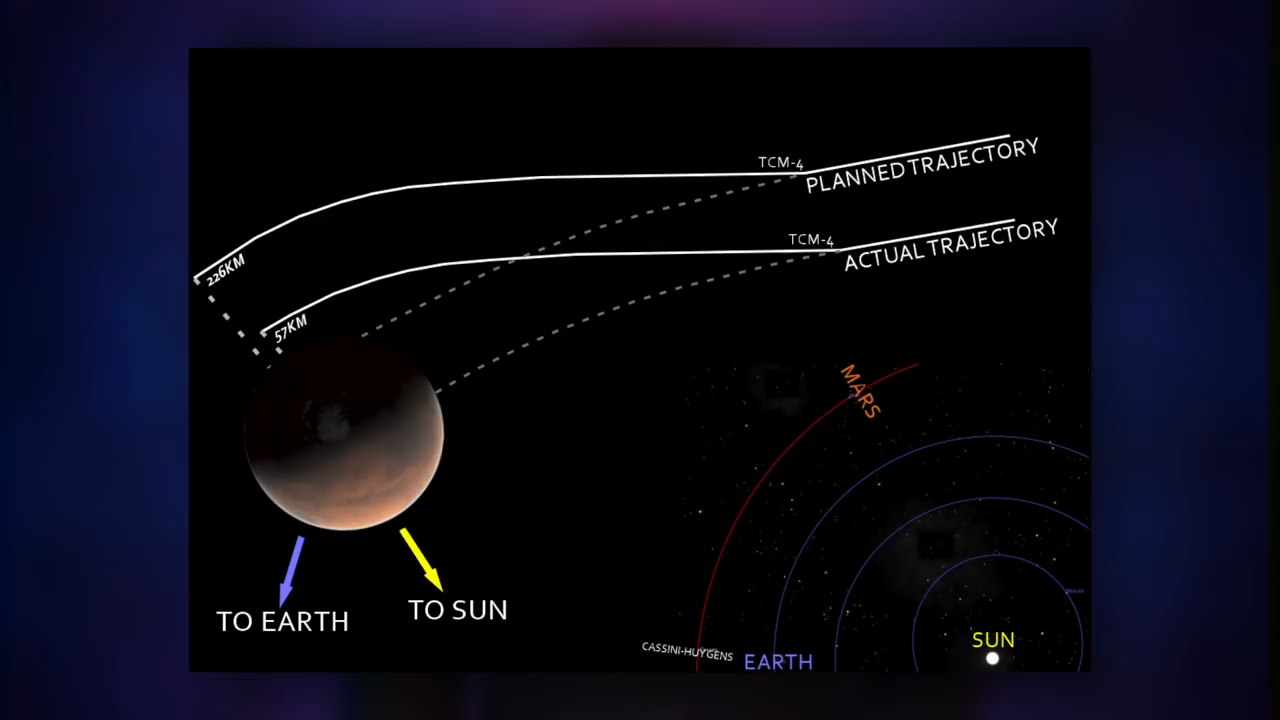 TCM-4
PLANNED TRAJECTORY
TCM-4
ACTUAL TRAJECTORY
226KM
57KM
MARS
TO EARTH
TO SUN
SUN
CASSINI-HUYGENS
EARTH